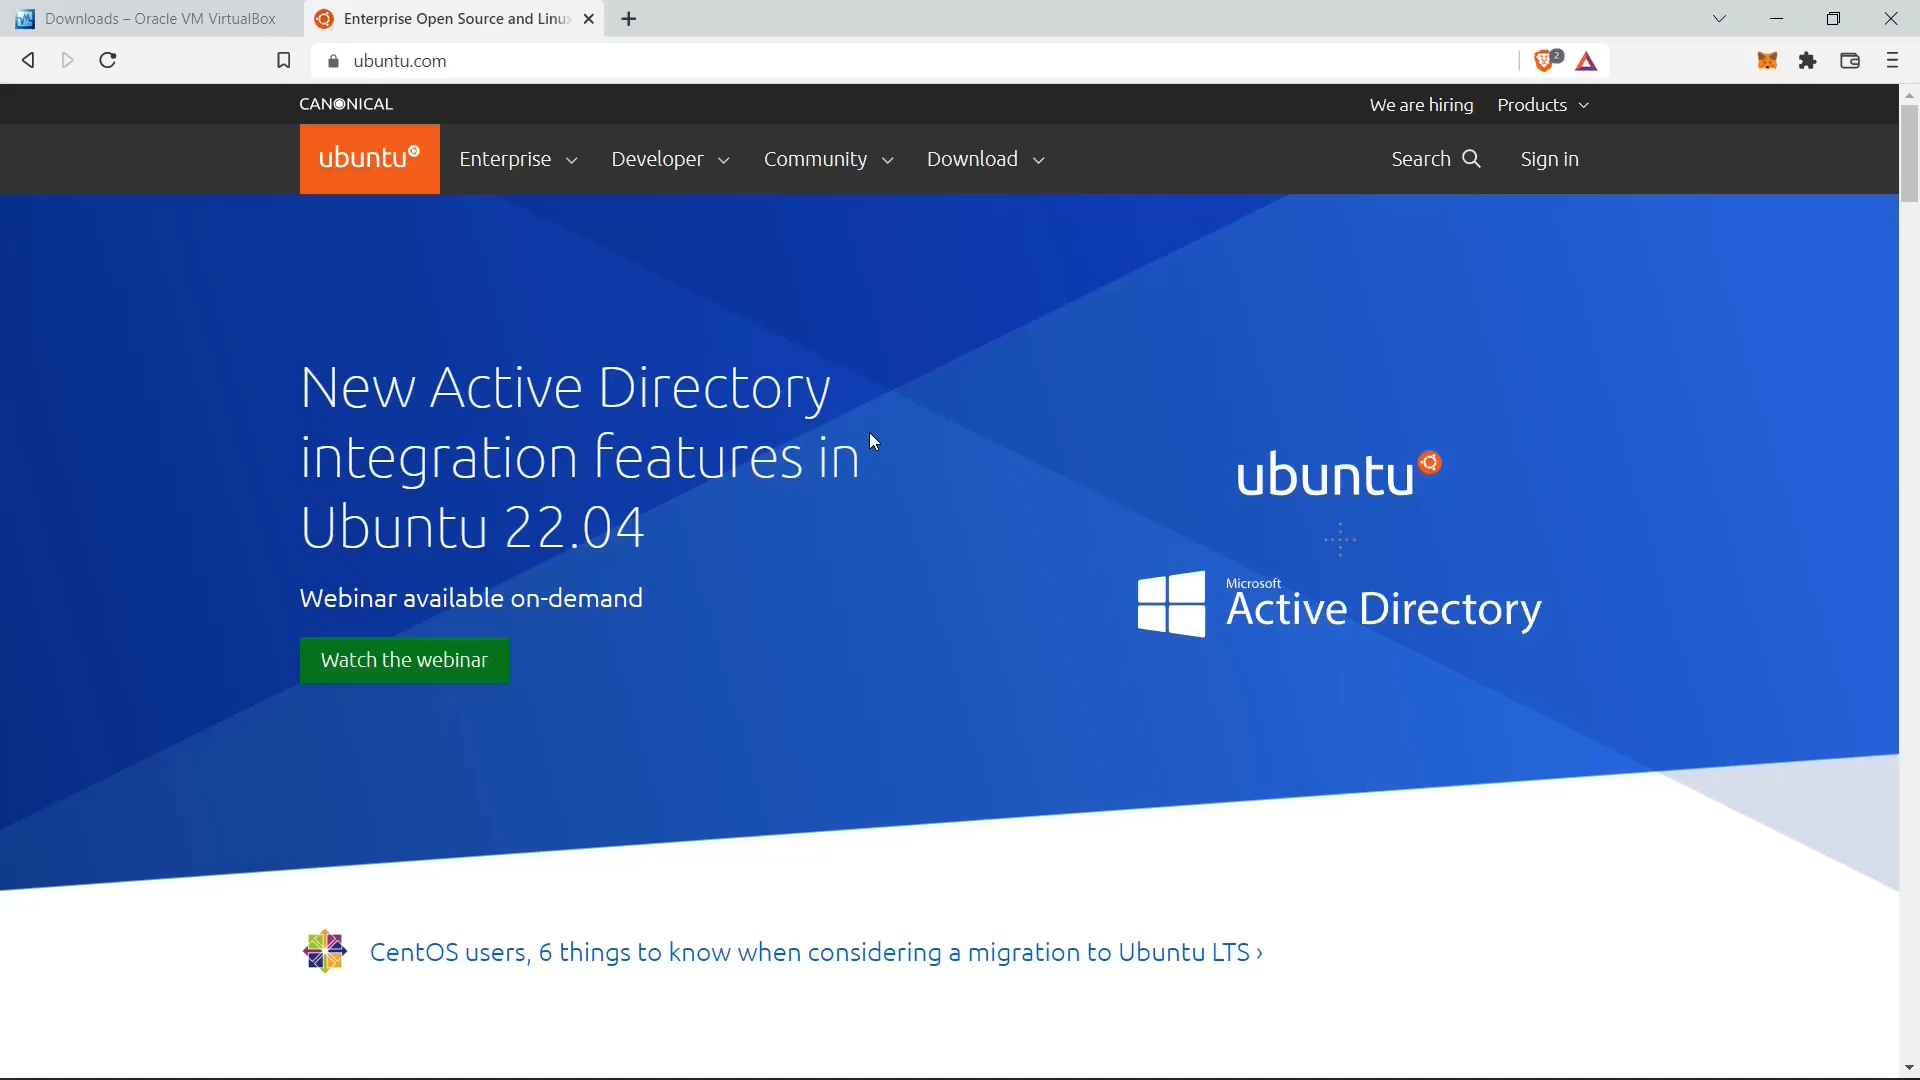 Downloads – Oracle VM VirtualBox
Enterprise Open Source and Linu
ubuntu.com
2
CANONICAL
We are hiring
Products
ubuntu
Enterprise
Developer
Community
Download
Search
Sign in
New Active Directory
integration features in
Ubuntu 22.04
Webinar available on-demand
Watch the webinar
ubuntu
Microsoft
Active Directory
CentOS users, 6 things to know when considering a migration to Ubuntu LTS ›